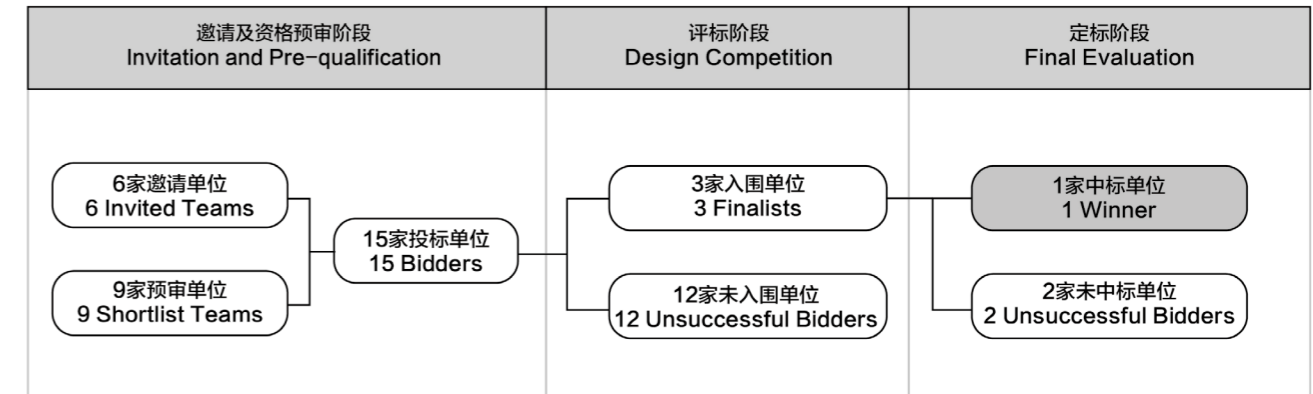 邀请及资格预审阶段
Invitation and Pre-qualification
评标阶段
Design Competition
定标阶段
Final Evaluation
6家邀请单位
6 Invited Teams
9家预审单位
9 Shortlist Teams
15家投标单位
15 Bidders
3家入围单位
3 Finalists
12家未入围单位
12 Unsuccessful Bidders
1家中标单位
1 Winner
2家未中标单位
2 Unsuccessful Bidders